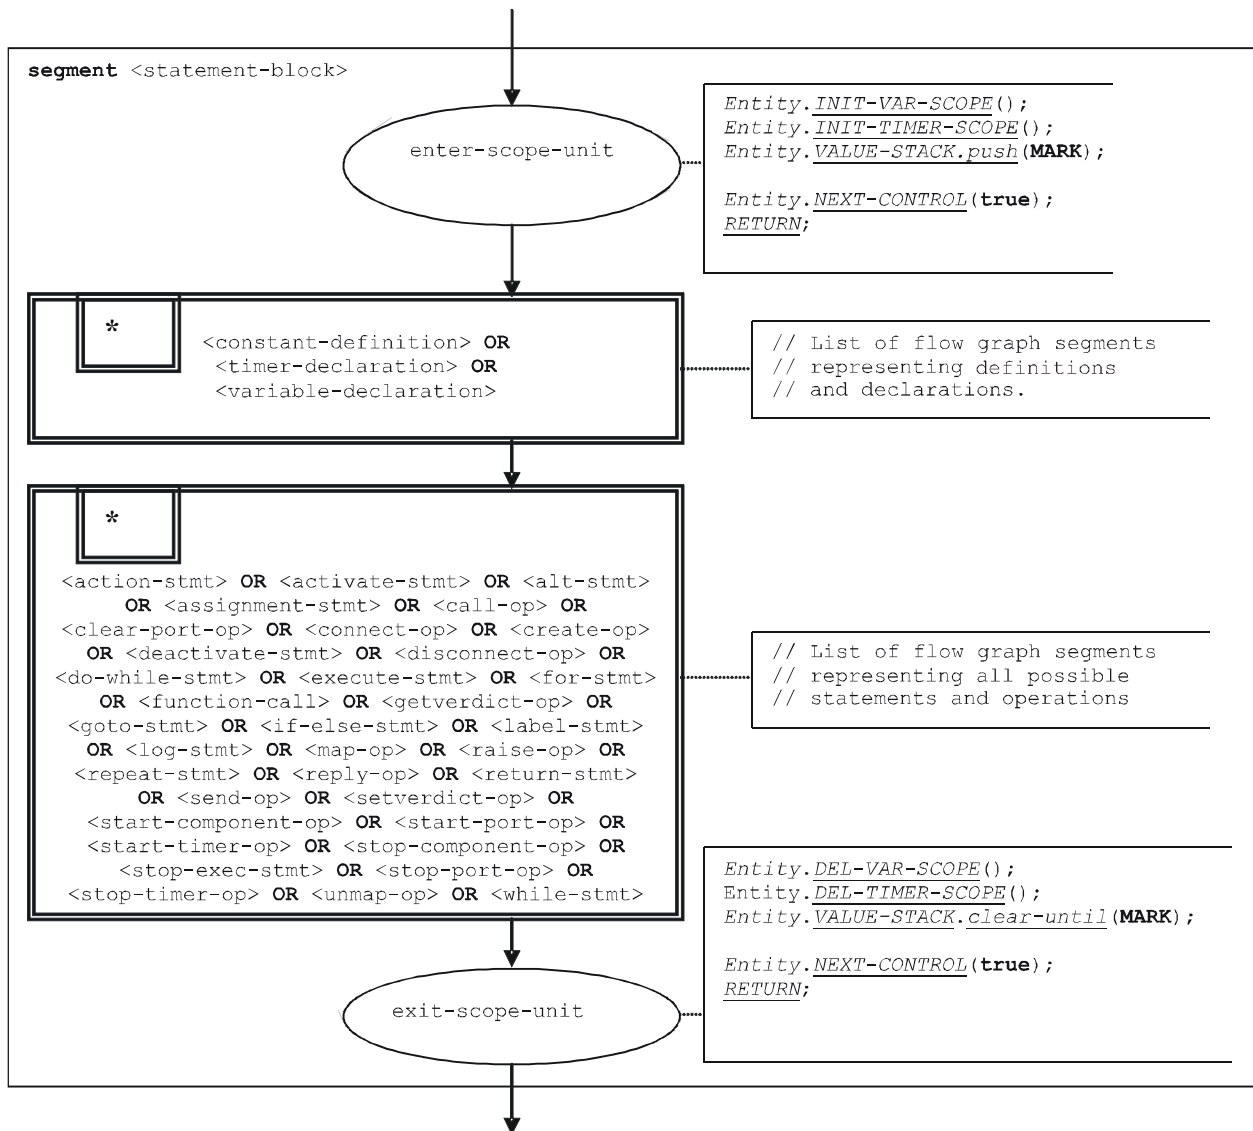 segment <statement-block>
enter-scope-unit
Entity.INIT-VAR-SCOPE();
Entity.INIT-TIMER-SCOPE();
Entity.VALUE-STACK.push(MARK);
Entity.NEXT-CONTROL(true);
RETURN;
*
<constant-definition> OR
<timer-declaration> OR
<variable-declaration>
// List of flow graph segments
// representing definitions
// and declarations.
*
<action-stmt> OR <activate-stmt> OR <alt-stmt>
OR <assignment-stmt> OR <call-op> OR
<clear-port-op> OR <connect-op> OR <create-op>
OR <deactivate-stmt> OR <disconnect-op> OR
<do-while-stmt> OR <execute-stmt> OR <for-stmt>
OR <function-call> OR <getverdict-op> OR
<goto-stmt> OR <if-else-stmt> OR <label-stmt>
OR <log-stmt> OR <map-op> OR <raise-op> OR
<repeat-stmt> OR <reply-op> OR <return-stmt>
OR <send-op> OR <setverdict-op> OR
<start-component-op> OR <start-port-op> OR
<start-timer-op> OR <stop-component-op> OR
<stop-exec-stmt> OR <stop-port-op> OR
<stop-timer-op> OR <unmap-op> OR <while-stmt>
// List of flow graph segments
// representing all possible
// statements and operations
exit-scope-unit
Entity.DEL-VAR-SCOPE();
Entity.DEL-TIMER-SCOPE();
Entity.VALUE-STACK.clear-until(MARK);
Entity.NEXT-CONTROL(true);
RETURN;